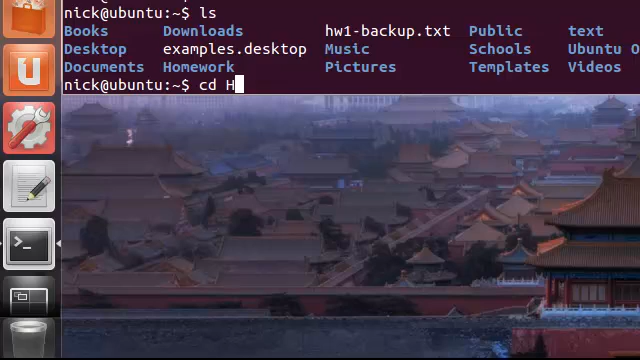 nick@ubuntu:~$ ls
Books Downloads hw1-backup.txt Public text
Desktop examples.desktop Music Schools Ubuntu O
Documents Homework Pictures Templates Videos
nick@ubuntu:~$ cd H